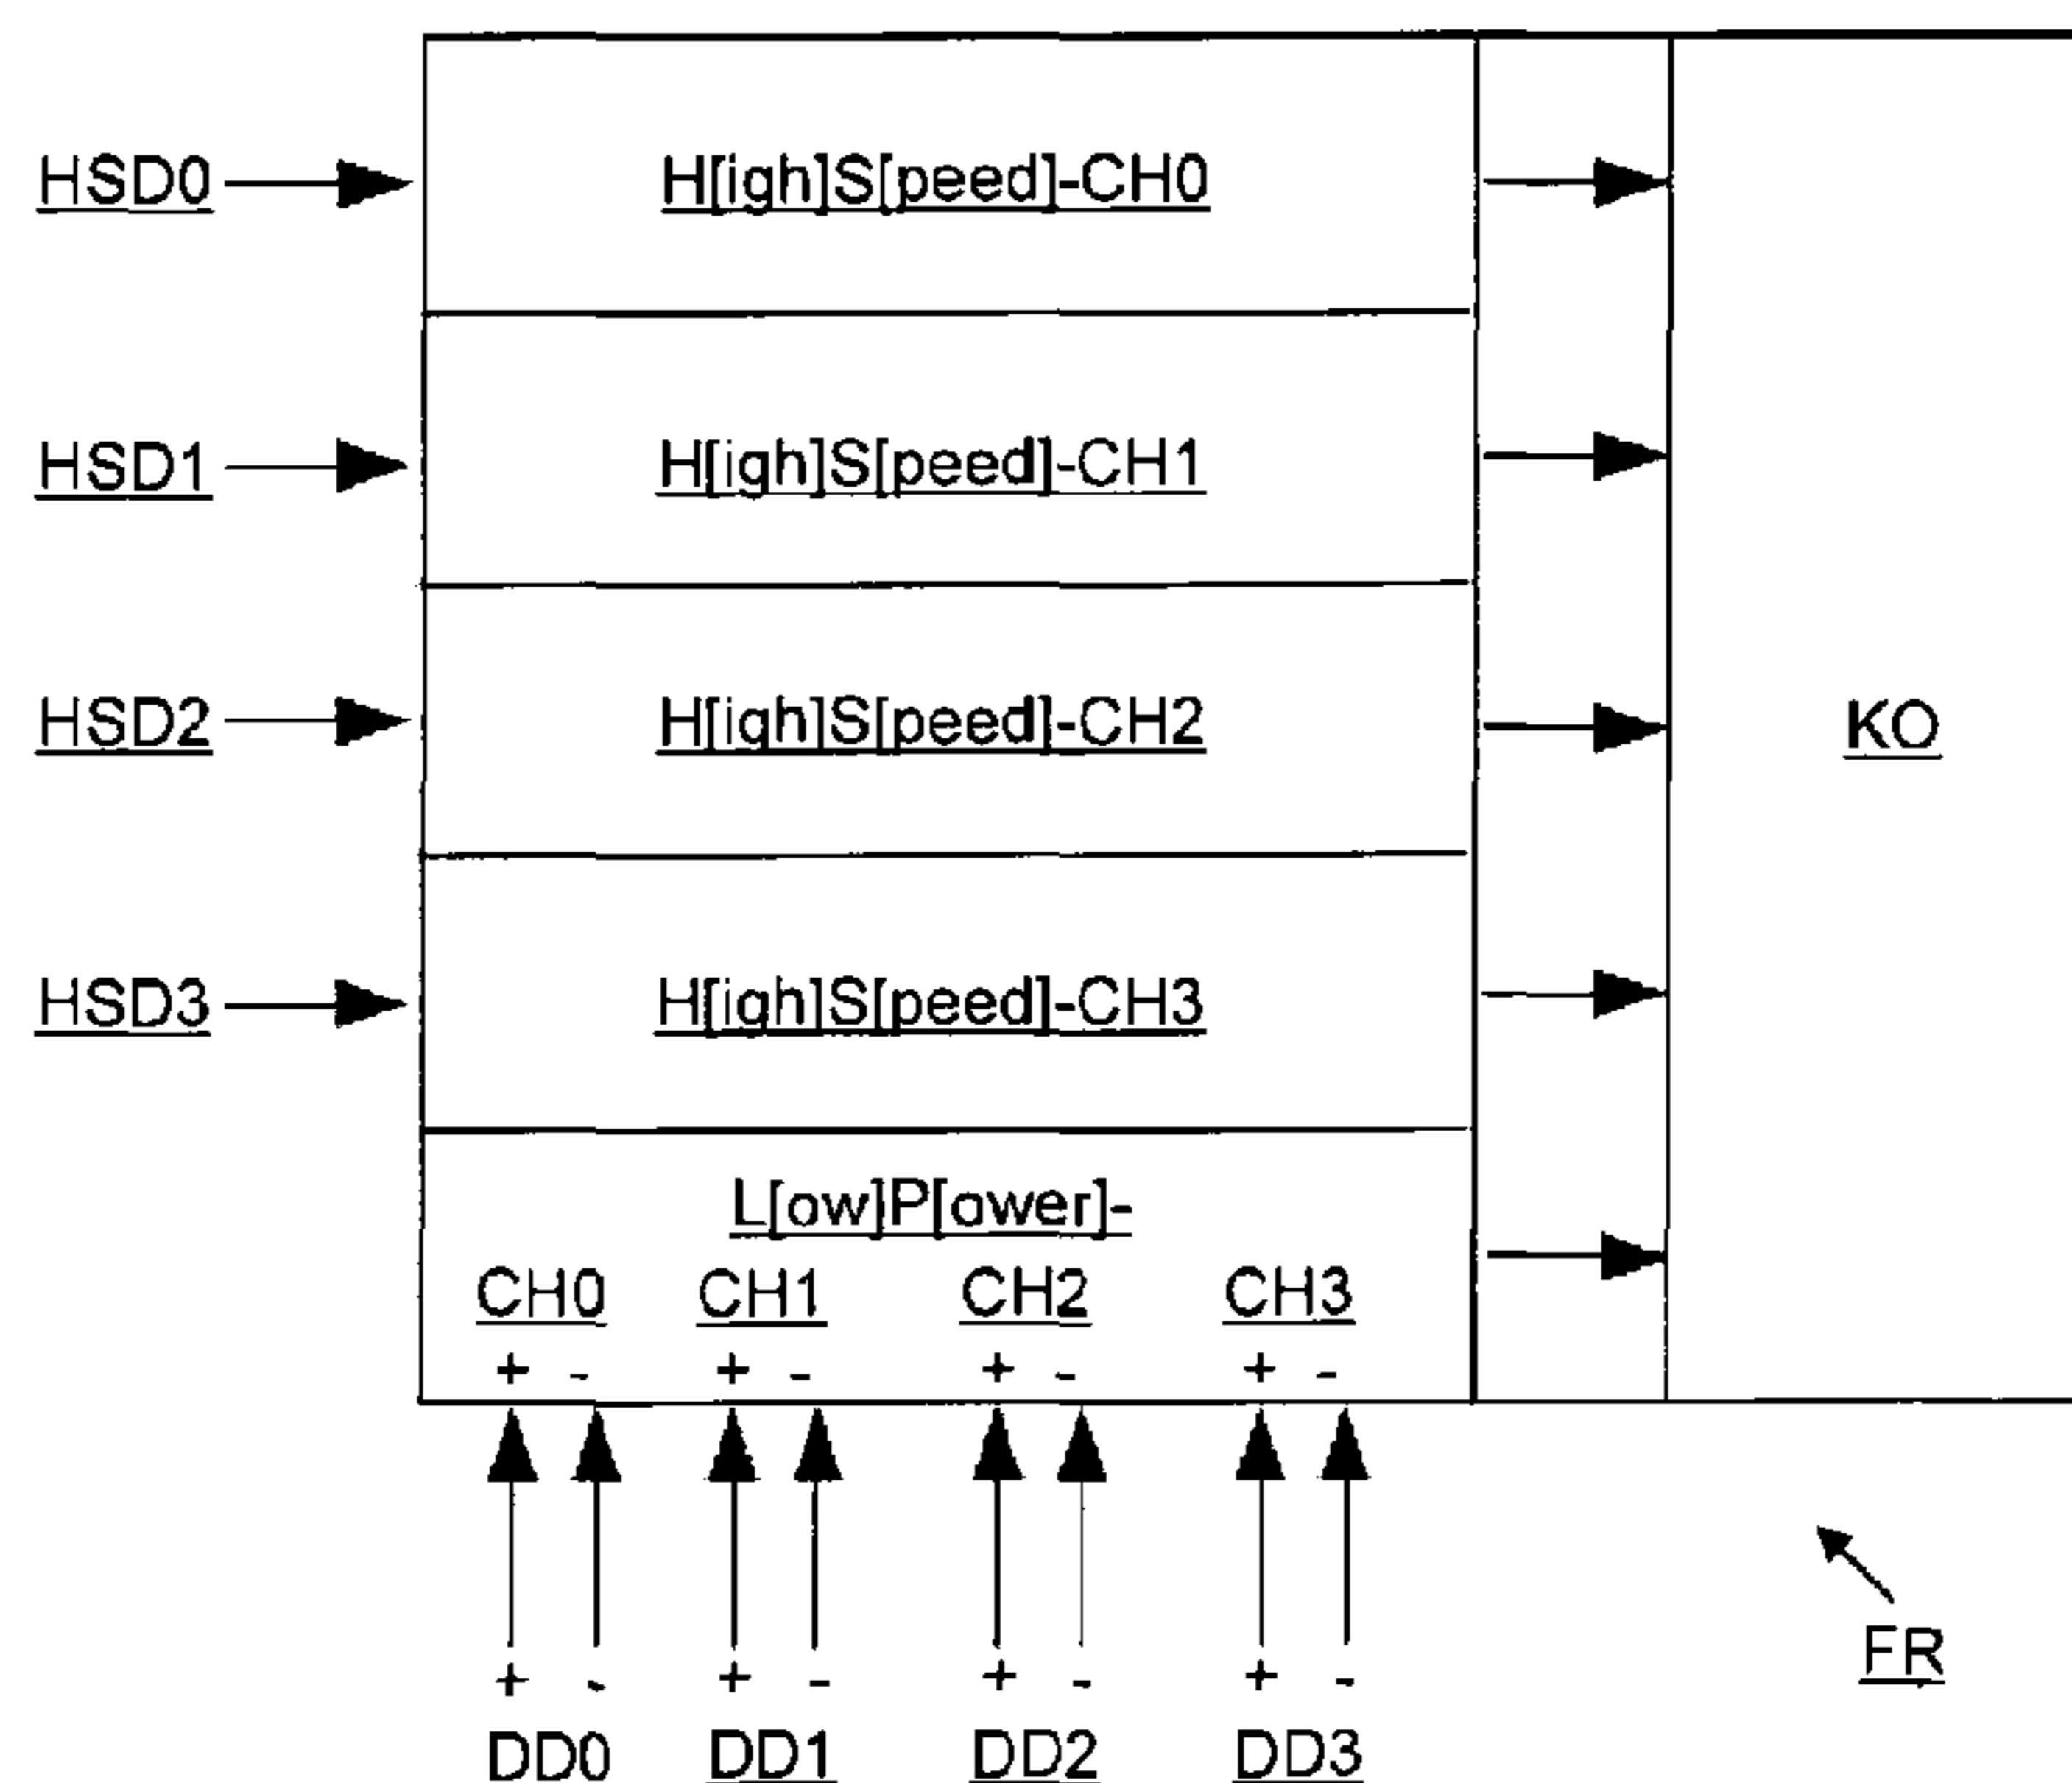 HSD0 H[igh]S[peed]-CH0
HSD1 H[igh]S[peed]-CH1
HSD2 H[igh]S[peed]-CH2 KO
HSD3 H[igh]S[peed]-CH3
L[ow]P[ower]-
CH0 CH1 CH2 CH3
+ - + - + - + -
+ - + - + - + -
FR
DD0 DD1 DD2 DD3